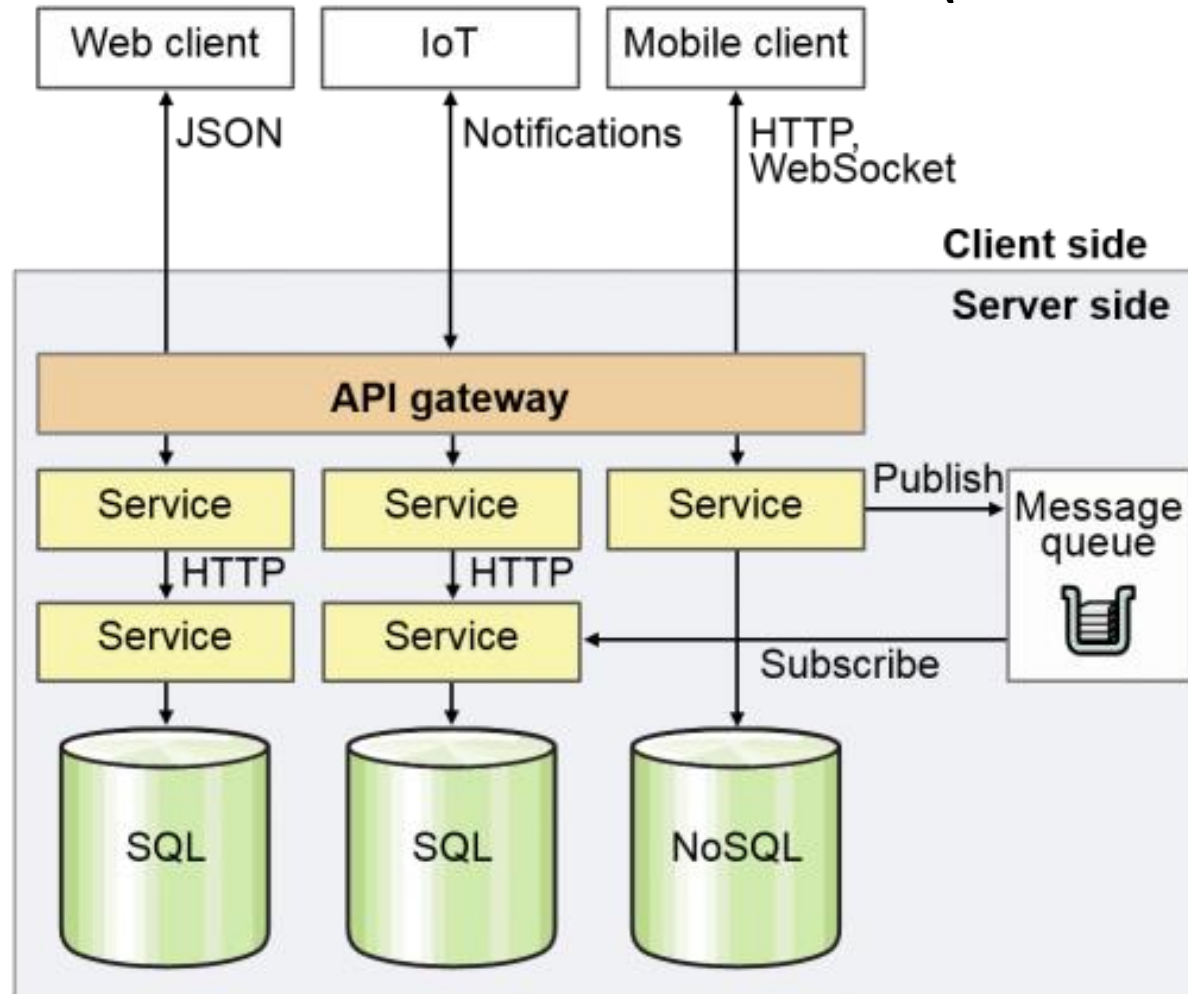 Web client
IoT
Mobile client
JSON
Notifications
HTTP,
WebSocket
Client side
Server side
API gateway
Service
Service
Service
Publish
Message
queue
HTTP
HTTP
Service
Service
Subscribe
SQL
SQL
NoSQL